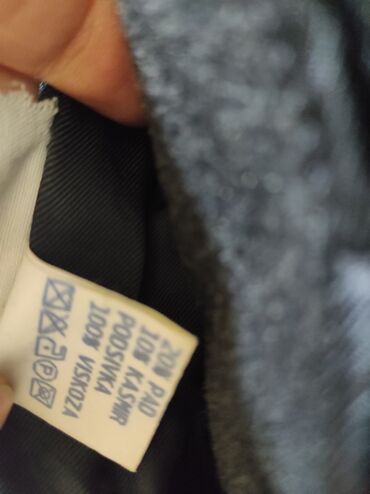 20% PAD
10% KASMIR
PODSIVKA
100% VISKOZA